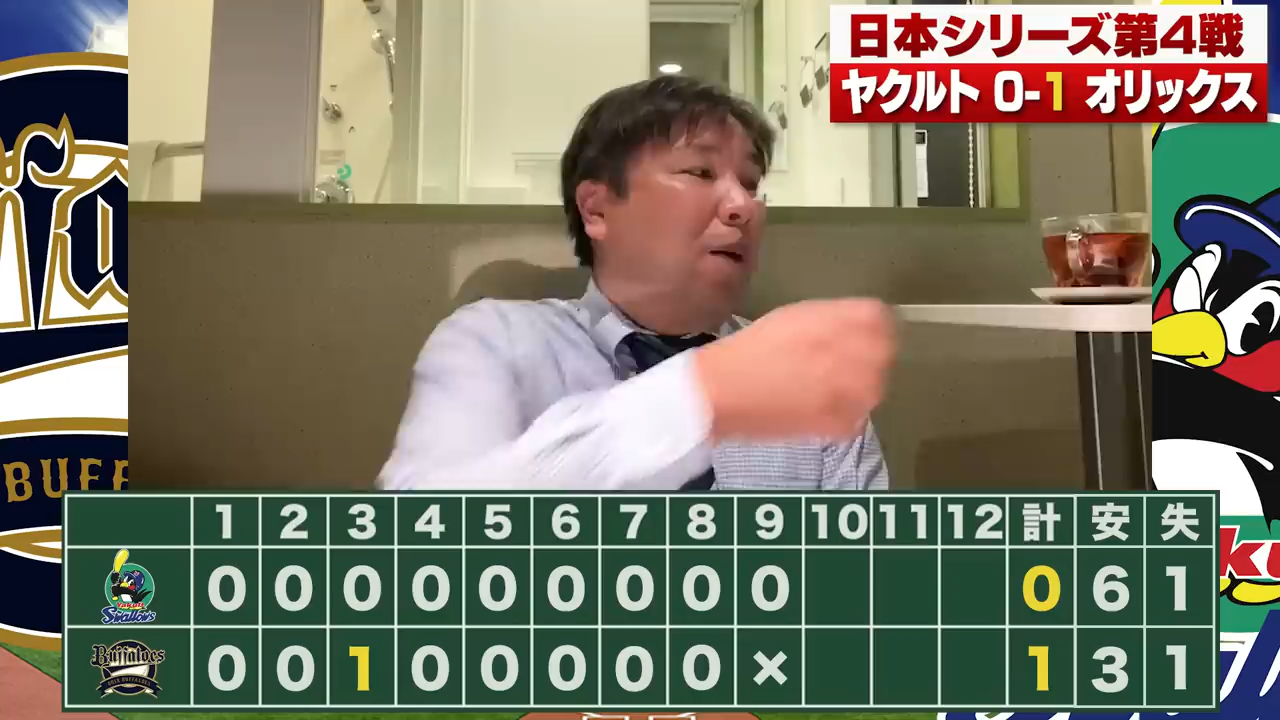 日本シリーズ第4戦
ヤクルト 0-1 オリックス
1 2 3 4 5 6 7 8 9 10 11 12 計 安 失
Swallows 0 0 0 0 0 0 0 0 0 0 6 1
Buffaloes 0 0 1 0 0 0 0 0 × 1 3 1
BUFF